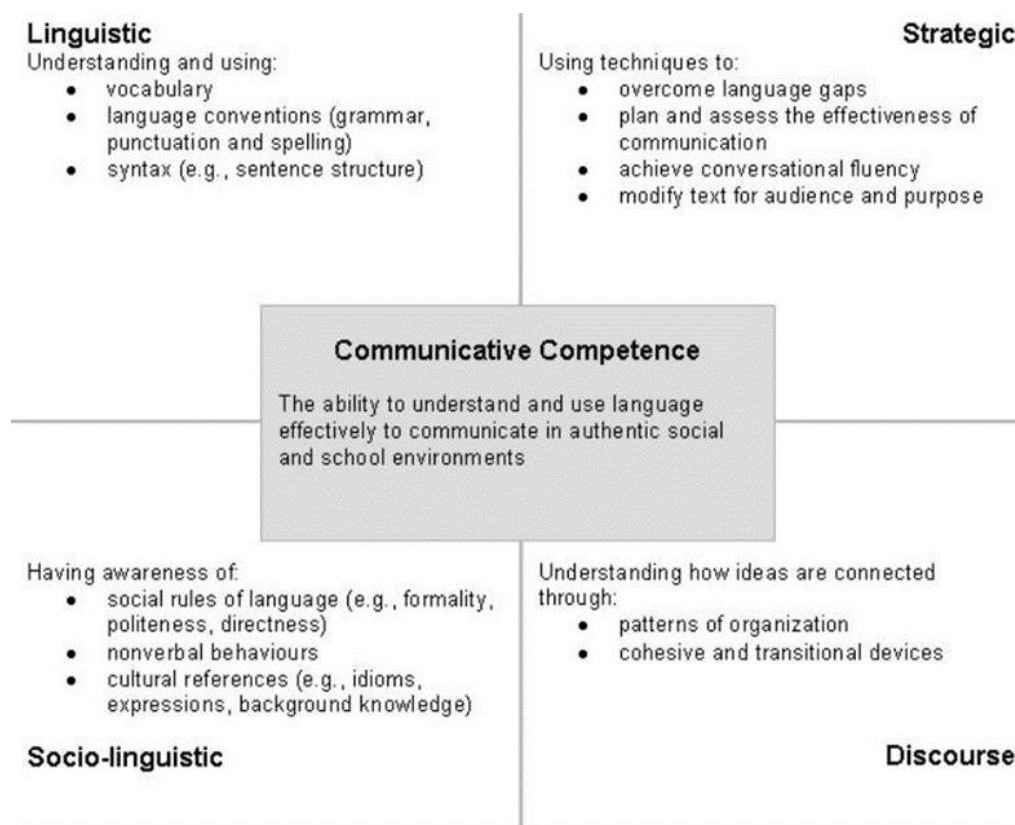 Linguistic
Understanding and using:
• vocabulary
• language conventions (grammar,
punctuation and spelling)
• syntax (e.g., sentence structure)
Strategic
Using techniques to:
• overcome language gaps
• plan and assess the effectiveness of
communication
• achieve conversational fluency
• modify text for audience and purpose
Communicative Competence
The ability to understand and use language
effectively to communicate in authentic social
and school environments
Having awareness of:
• social rules of language (e.g., formality,
politeness, directness)
• nonverbal behaviours
• cultural references (e.g., idioms,
expressions, background knowledge)
Socio-linguistic
Understanding how ideas are connected
through:
• patterns of organization
• cohesive and transitional devices
Discourse